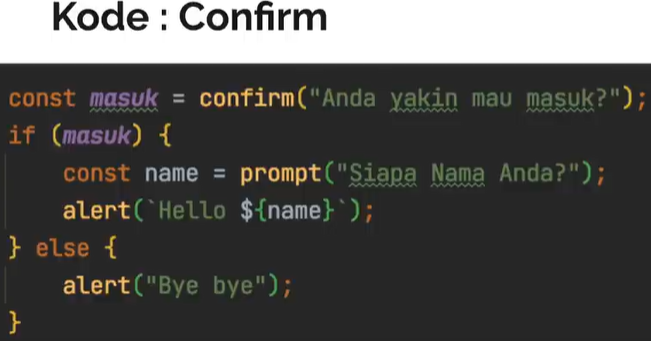 Kode : Confirm
const masuk = confirm("Anda yakin mau masuk?");
if (masuk) {
    const name = prompt("Siapa Nama Anda?");
    alert(`Hello ${name}`);
} else {
    alert("Bye bye");
}